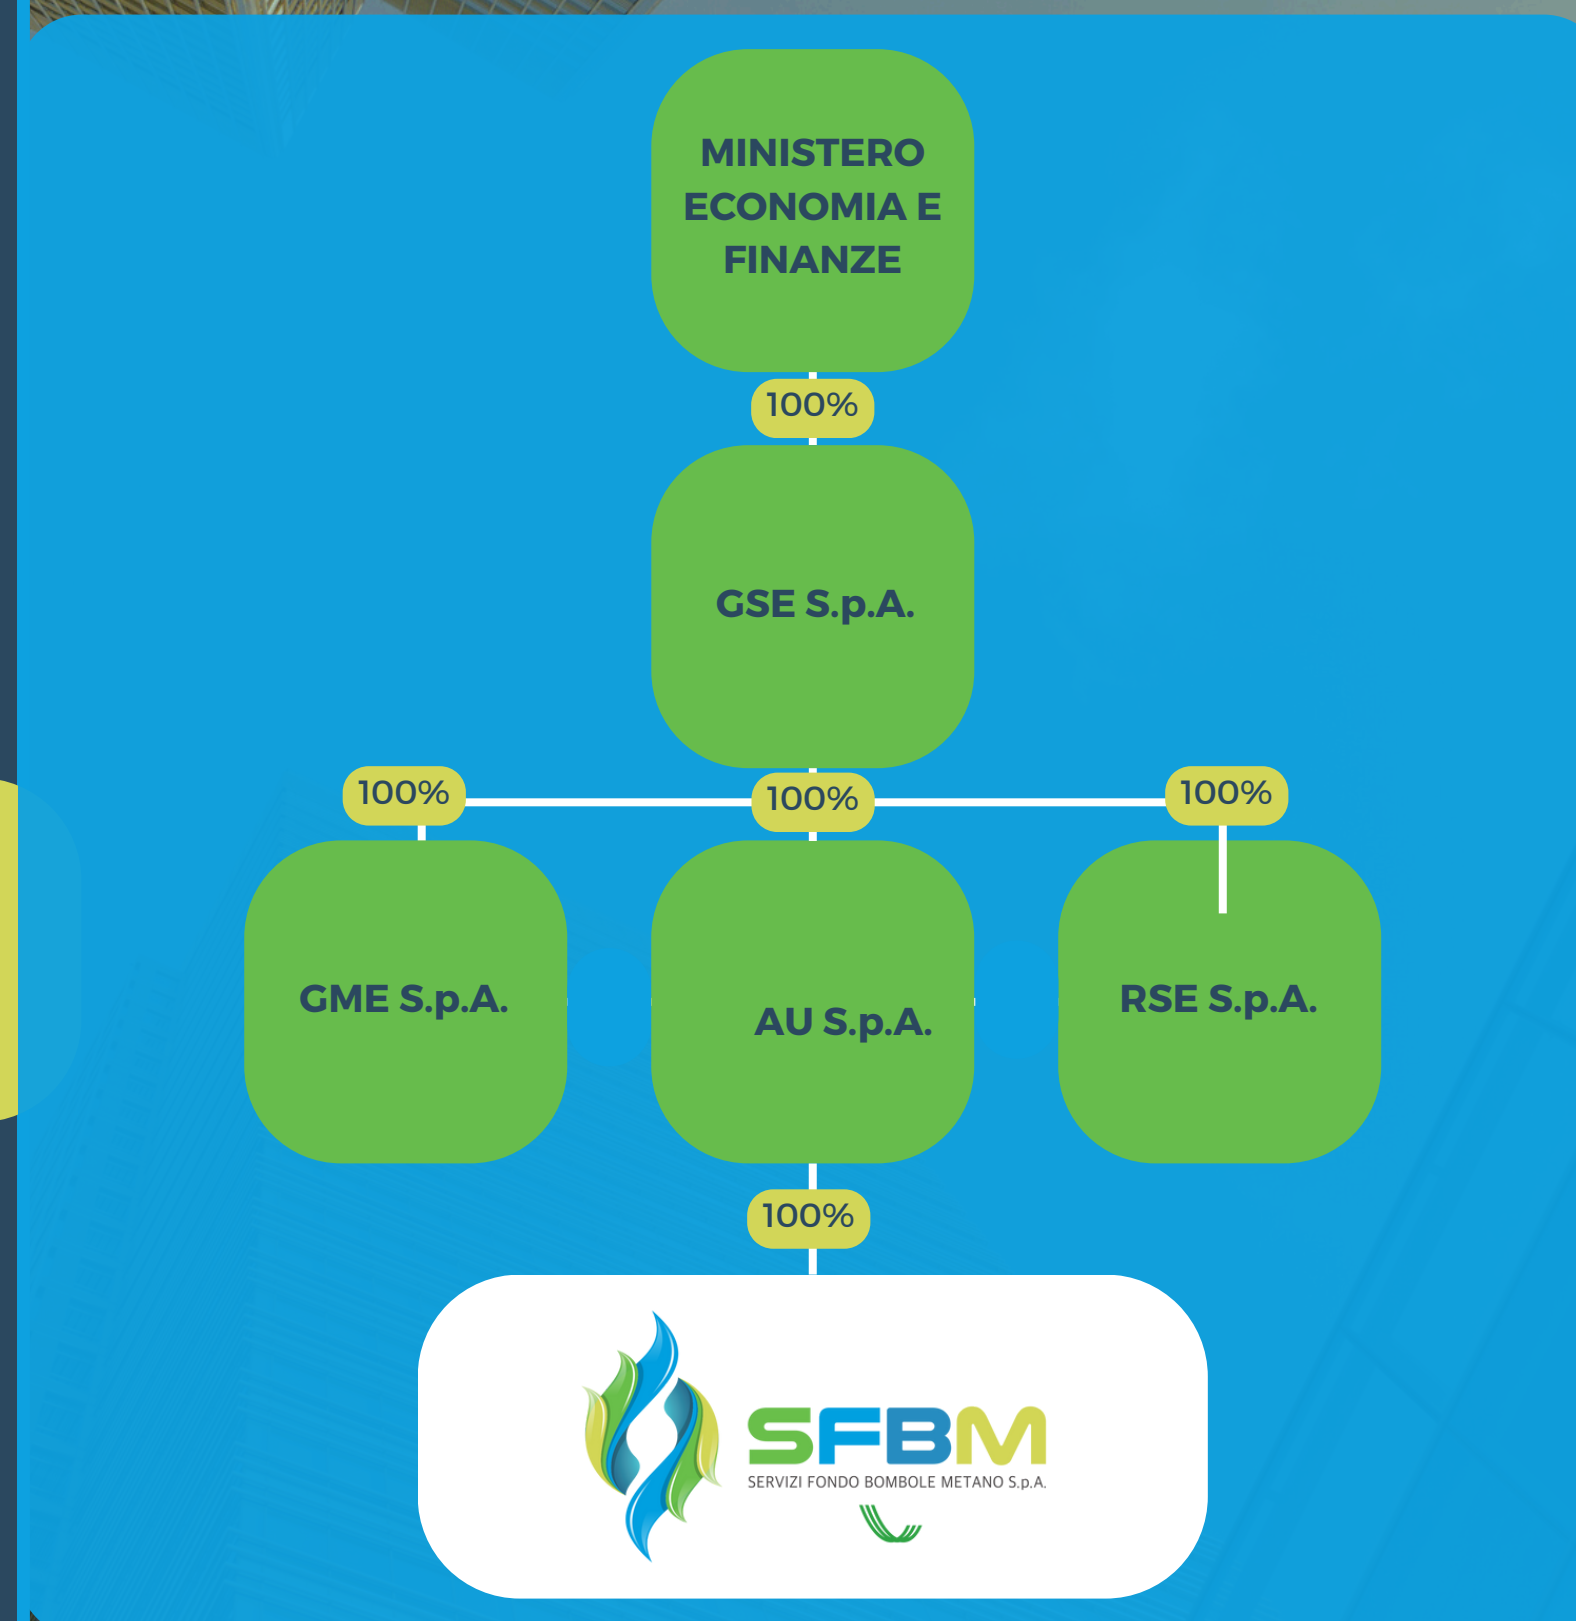 MINISTERO
ECONOMIA E
FINANZE
100%
GSE S.p.A.
100%
100%
100%
GME S.p.A.
AU S.p.A.
RSE S.p.A.
100%
SFBM
SERVIZI FONDO BOMBOLE METANO S.p.A.